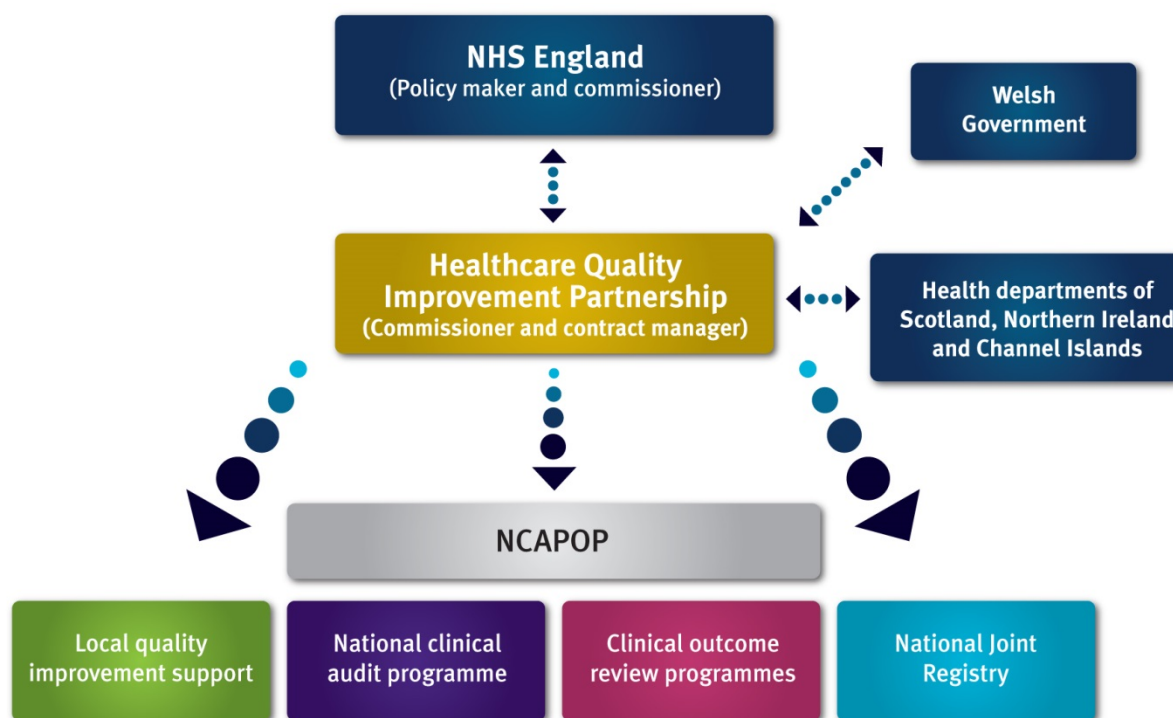 NHS England
(Policy maker and commissioner)
Welsh
Government
Healthcare Quality
Improvement Partnership
(Commissioner and contract manager)
Health departments of
Scotland, Northern Ireland
and Channel Islands
NCAPOP
Local quality
improvement support
National clinical
audit programme
Clinical outcome
review programmes
National Joint
Registry